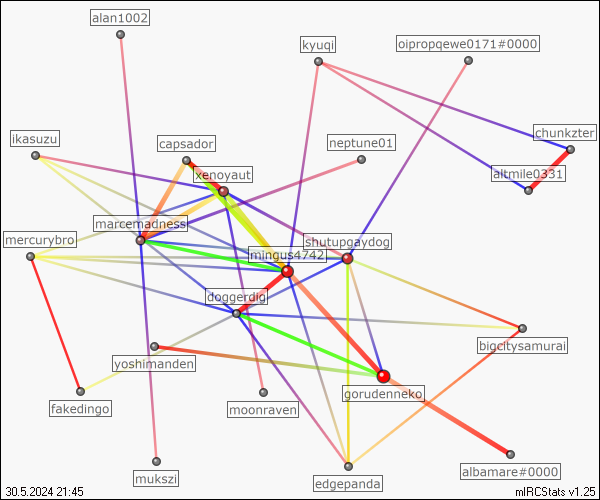 alan1002
kyuqi
oipropqewe0171#0000
chunkzter
ikasuzu
capsador
neptune01
xenoyaut
altmile0331
marcemadness
mercurybro
shutupgaydog
mingus4742
doggerdig
bigcitysamurai
yoshimanden
gorudenneko
fakedingo
moonraven
albamare#0000
mukszi
edgepanda
30.5.2024 21:45
mIRCStats v1.25